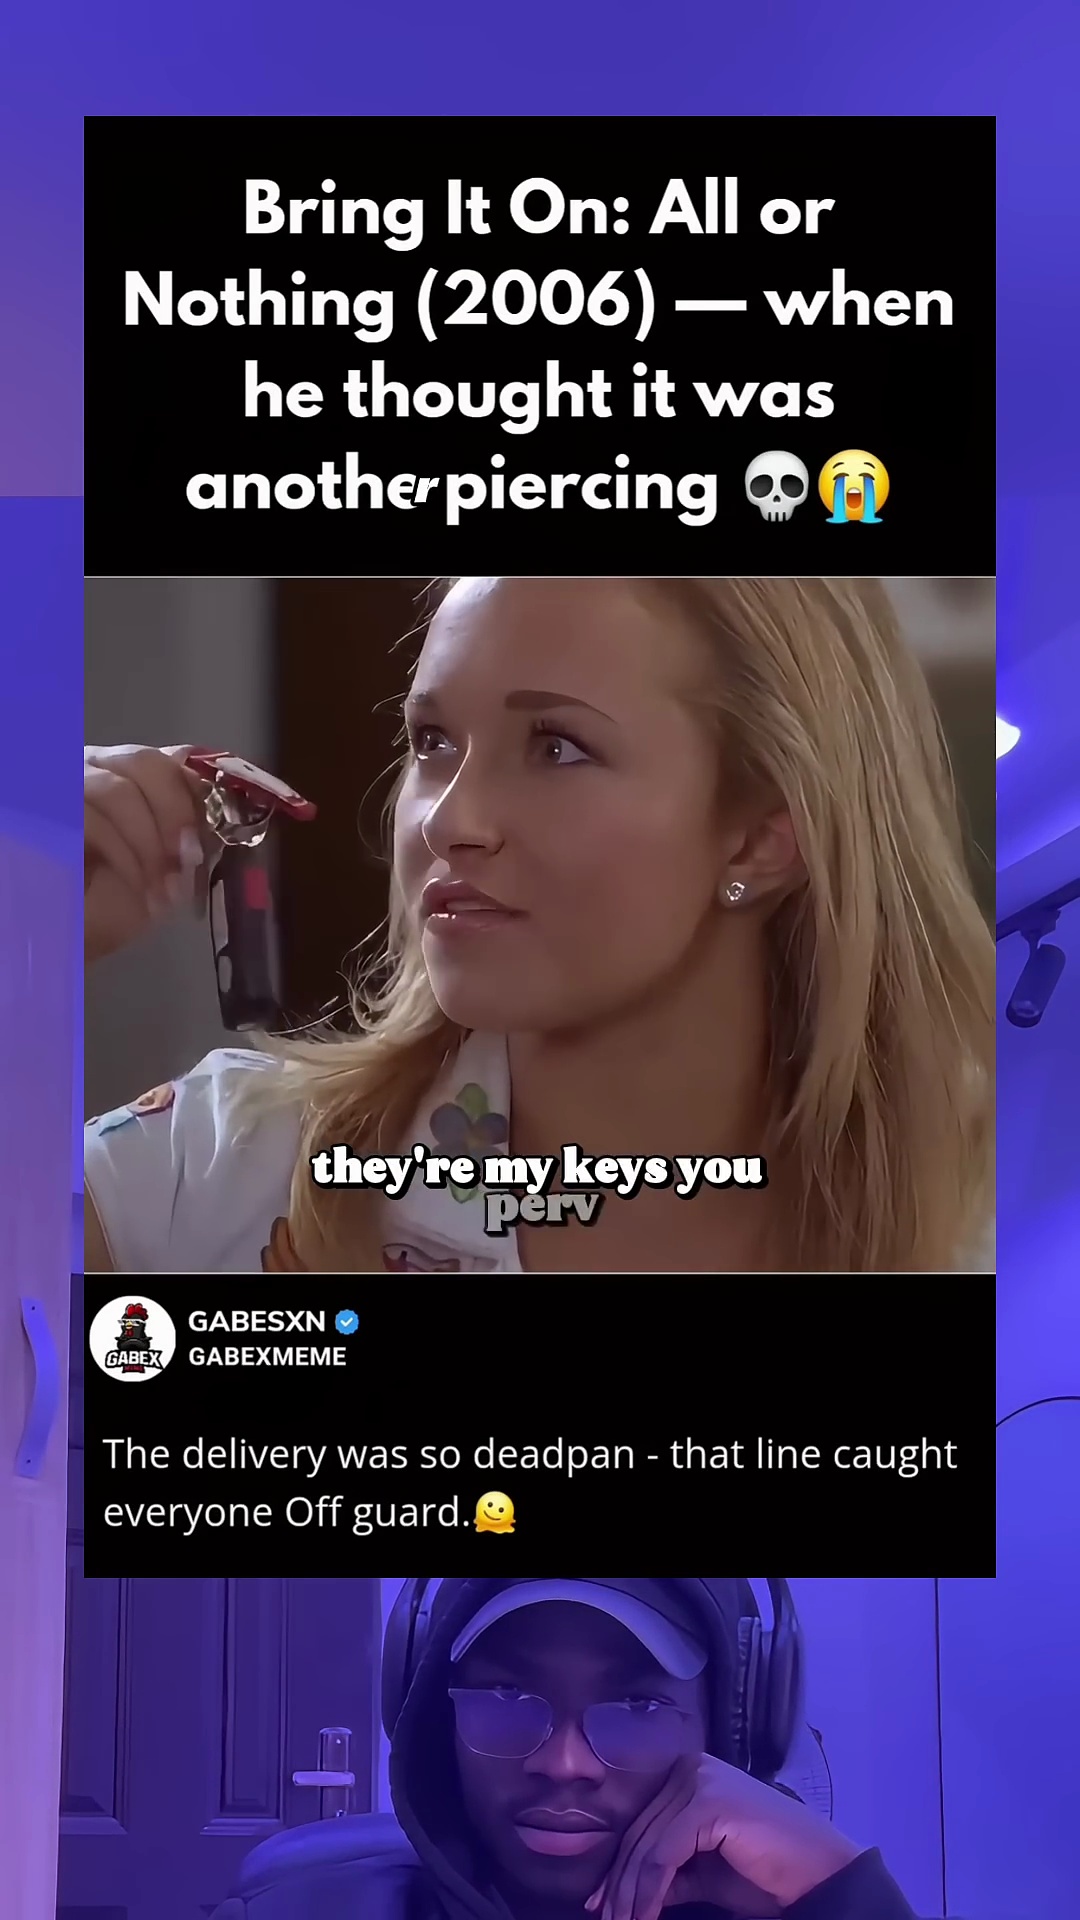 Bring It On: All or
Nothing (2006) — when
he thought it was
another piercing 💀😭
they're my keys you
perv
GABEX
GABESXN
GABEXMEME
The delivery was so deadpan - that line caught
everyone Off guard.🫠